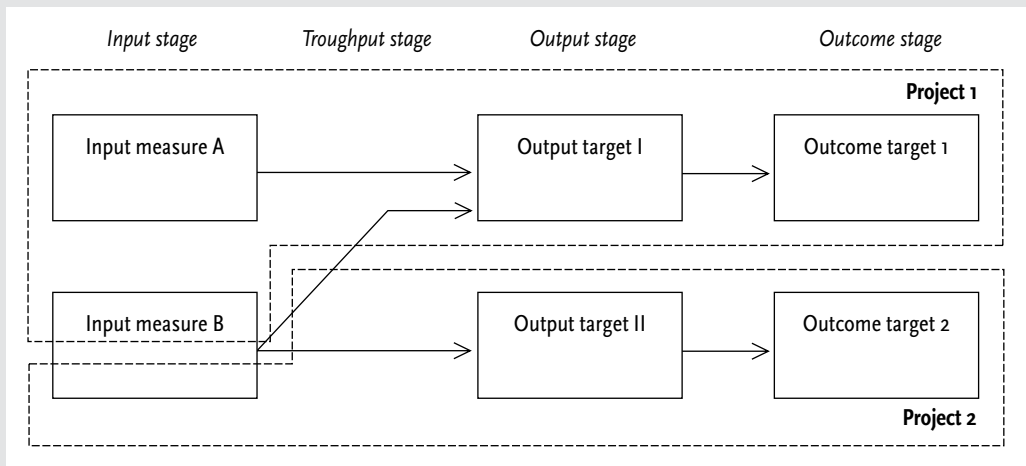 Input stage
Troughput stage
Output stage
Outcome stage
Project 1
Input measure A
Output target I
Outcome target 1
Input measure B
Output target II
Outcome target 2
Project 2